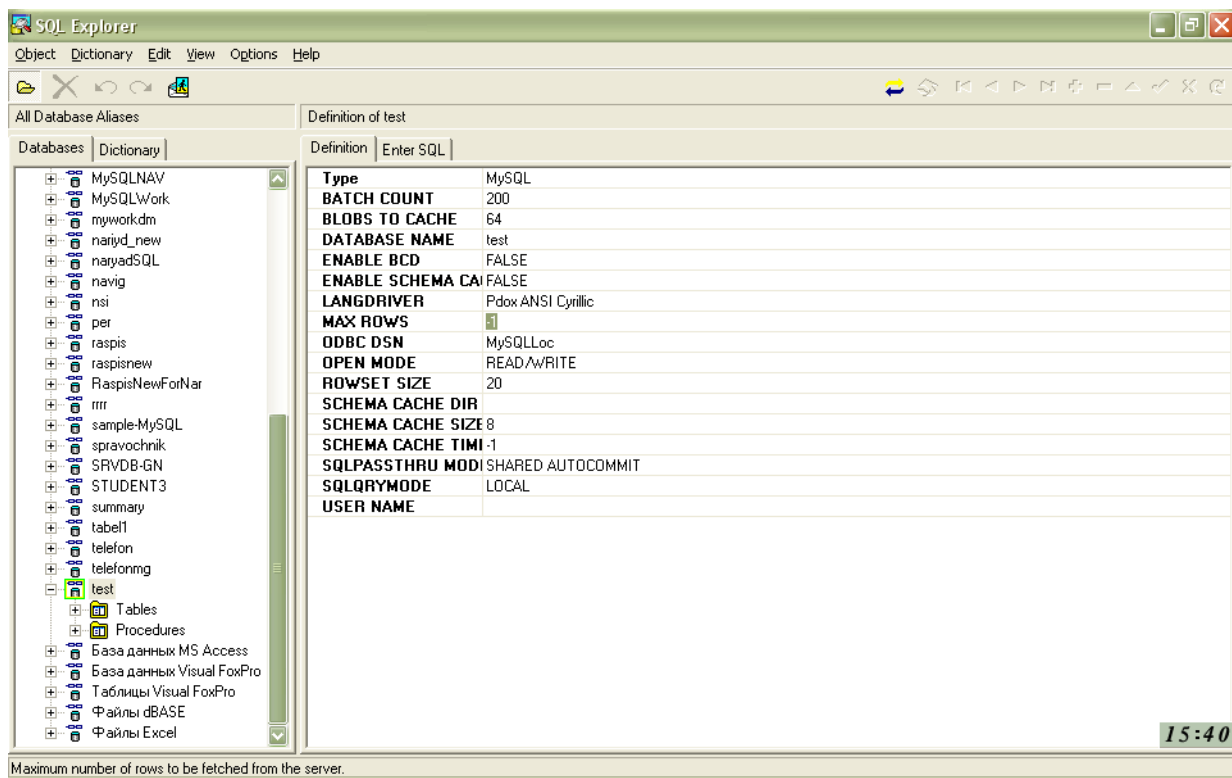 SQL Explorer
Object Dictionary Edit View Options Help
All Database Aliases
Definition of test
Databases Dictionary
Definition Enter SQL
MySQLNAV
MySQLWork
myworkdm
nariyd_new
naryadSQL
navig
nsi
per
raspis
raspisnew
RaspisNewForNar
rrrr
sample-MySQL
spravochnik
SRVDB-GN
STUDENT3
summary
tabel1
telefon
telefonmg
test
Tables
Procedures
База данных MS Access
База данных Visual FoxPro
Таблицы Visual FoxPro
Файлы dBASE
Файлы Excel
Type MySQL
BATCH COUNT 200
BLOBS TO CACHE 64
DATABASE NAME test
ENABLE BCD FALSE
ENABLE SCHEMA CA FALSE
LANGDRIVER Pdox ANSI Cyrillic
MAX ROWS -1
ODBC DSN MySQLLoc
OPEN MODE READ/WRITE
ROWSET SIZE 20
SCHEMA CACHE DIR
SCHEMA CACHE SIZE 8
SCHEMA CACHE TIMI -1
SQLPASSTHRU MODI SHARED AUTOCOMMIT
SQLQRYMODE LOCAL
USER NAME
15:40
Maximum number of rows to be fetched from the server.